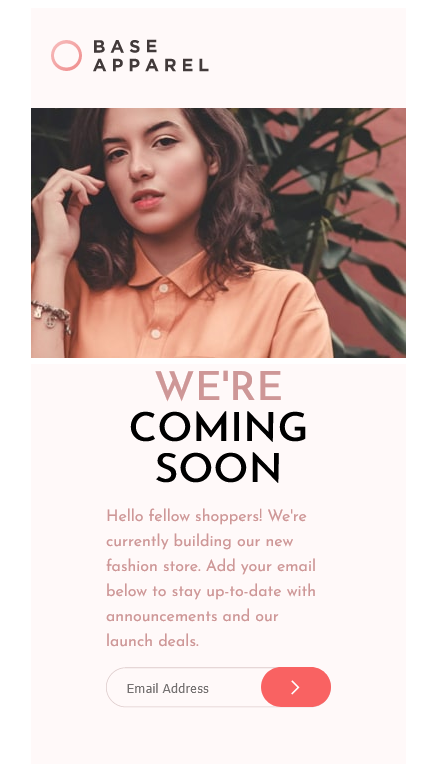 BASE
APPAREL
WE'RE
COMING
SOON
Hello fellow shoppers! We're
currently building our new
fashion store. Add your email
below to stay up-to-date with
announcements and our
launch deals.
Email Address